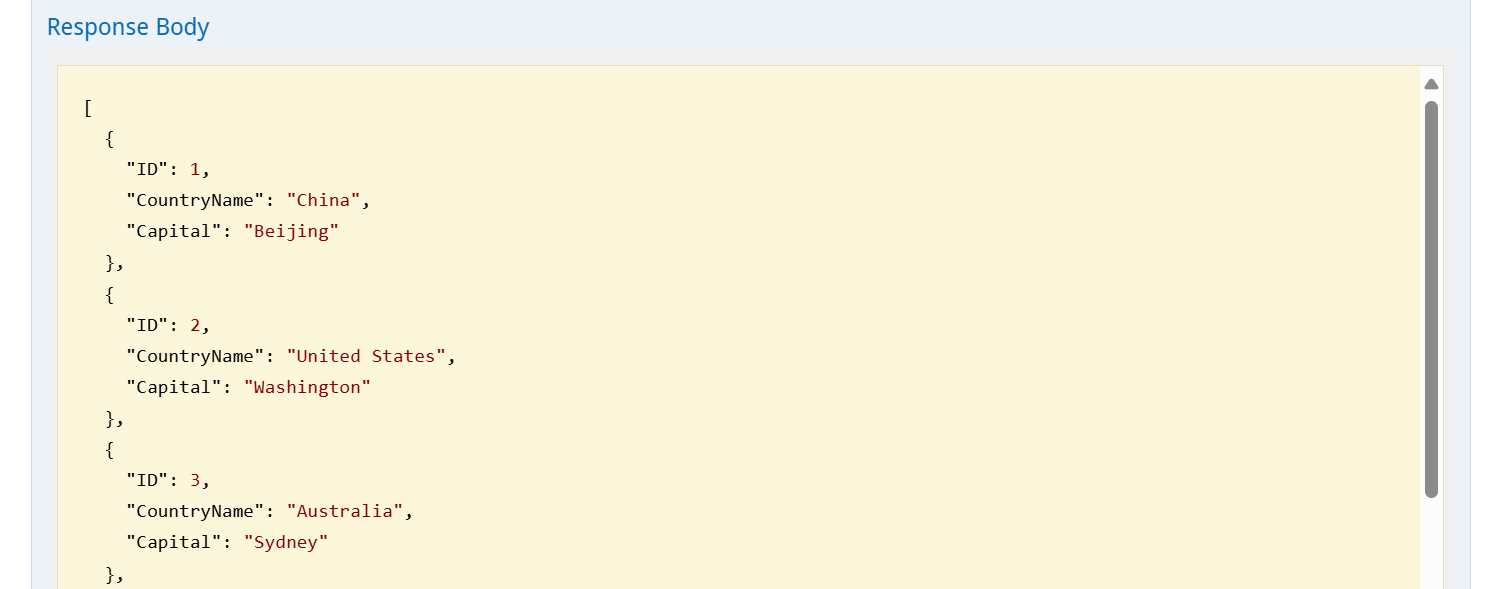 Response Body
[
  {
    "ID": 1,
    "CountryName": "China",
    "Capital": "Beijing"
  },
  {
    "ID": 2,
    "CountryName": "United States",
    "Capital": "Washington"
  },
  {
    "ID": 3,
    "CountryName": "Australia",
    "Capital": "Sydney"
  },